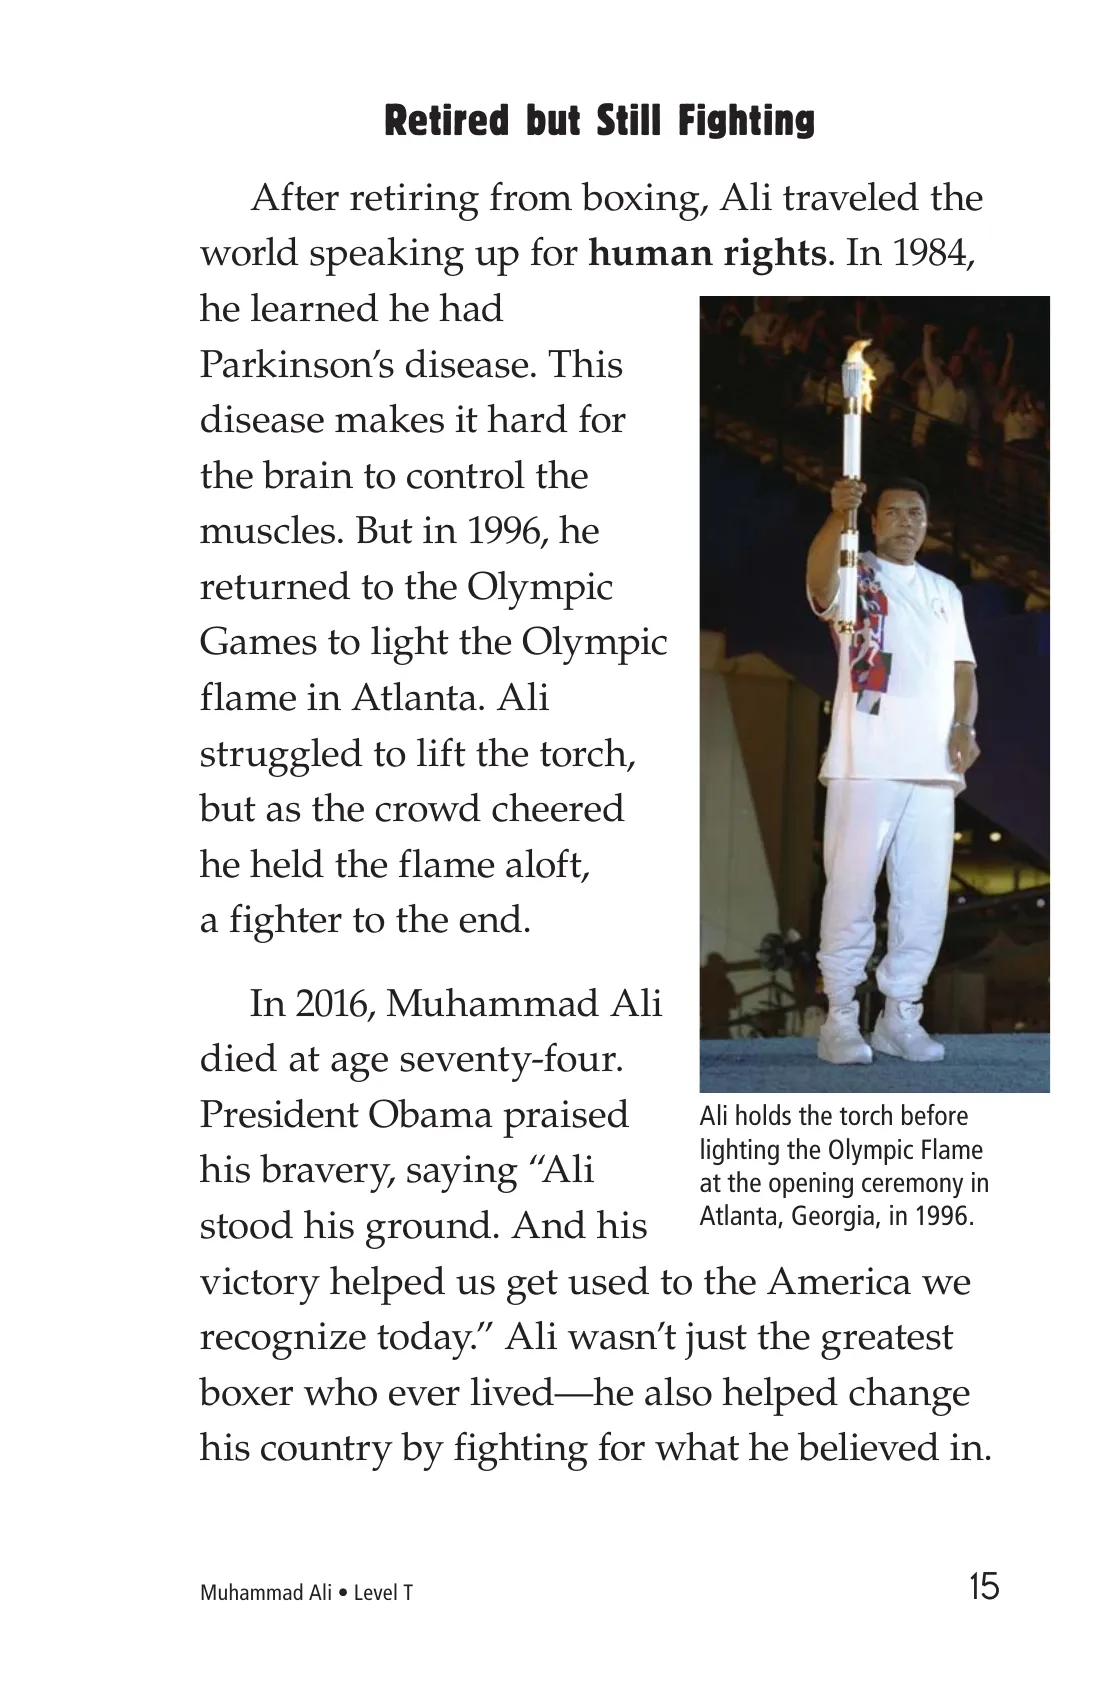 Retired but Still Fighting
After retiring from boxing, Ali traveled the
world speaking up for human rights. In 1984,
he learned he had
Parkinson’s disease. This
disease makes it hard for
the brain to control the
muscles. But in 1996, he
returned to the Olympic
Games to light the Olympic
flame in Atlanta. Ali
struggled to lift the torch,
but as the crowd cheered
he held the flame aloft,
a fighter to the end.
In 2016, Muhammad Ali
died at age seventy-four.
President Obama praised
his bravery, saying “Ali
stood his ground. And his
victory helped us get used to the America we
recognize today.” Ali wasn’t just the greatest
boxer who ever lived—he also helped change
his country by fighting for what he believed in.
Ali holds the torch before
lighting the Olympic Flame
at the opening ceremony in
Atlanta, Georgia, in 1996.
Muhammad Ali • Level T
15